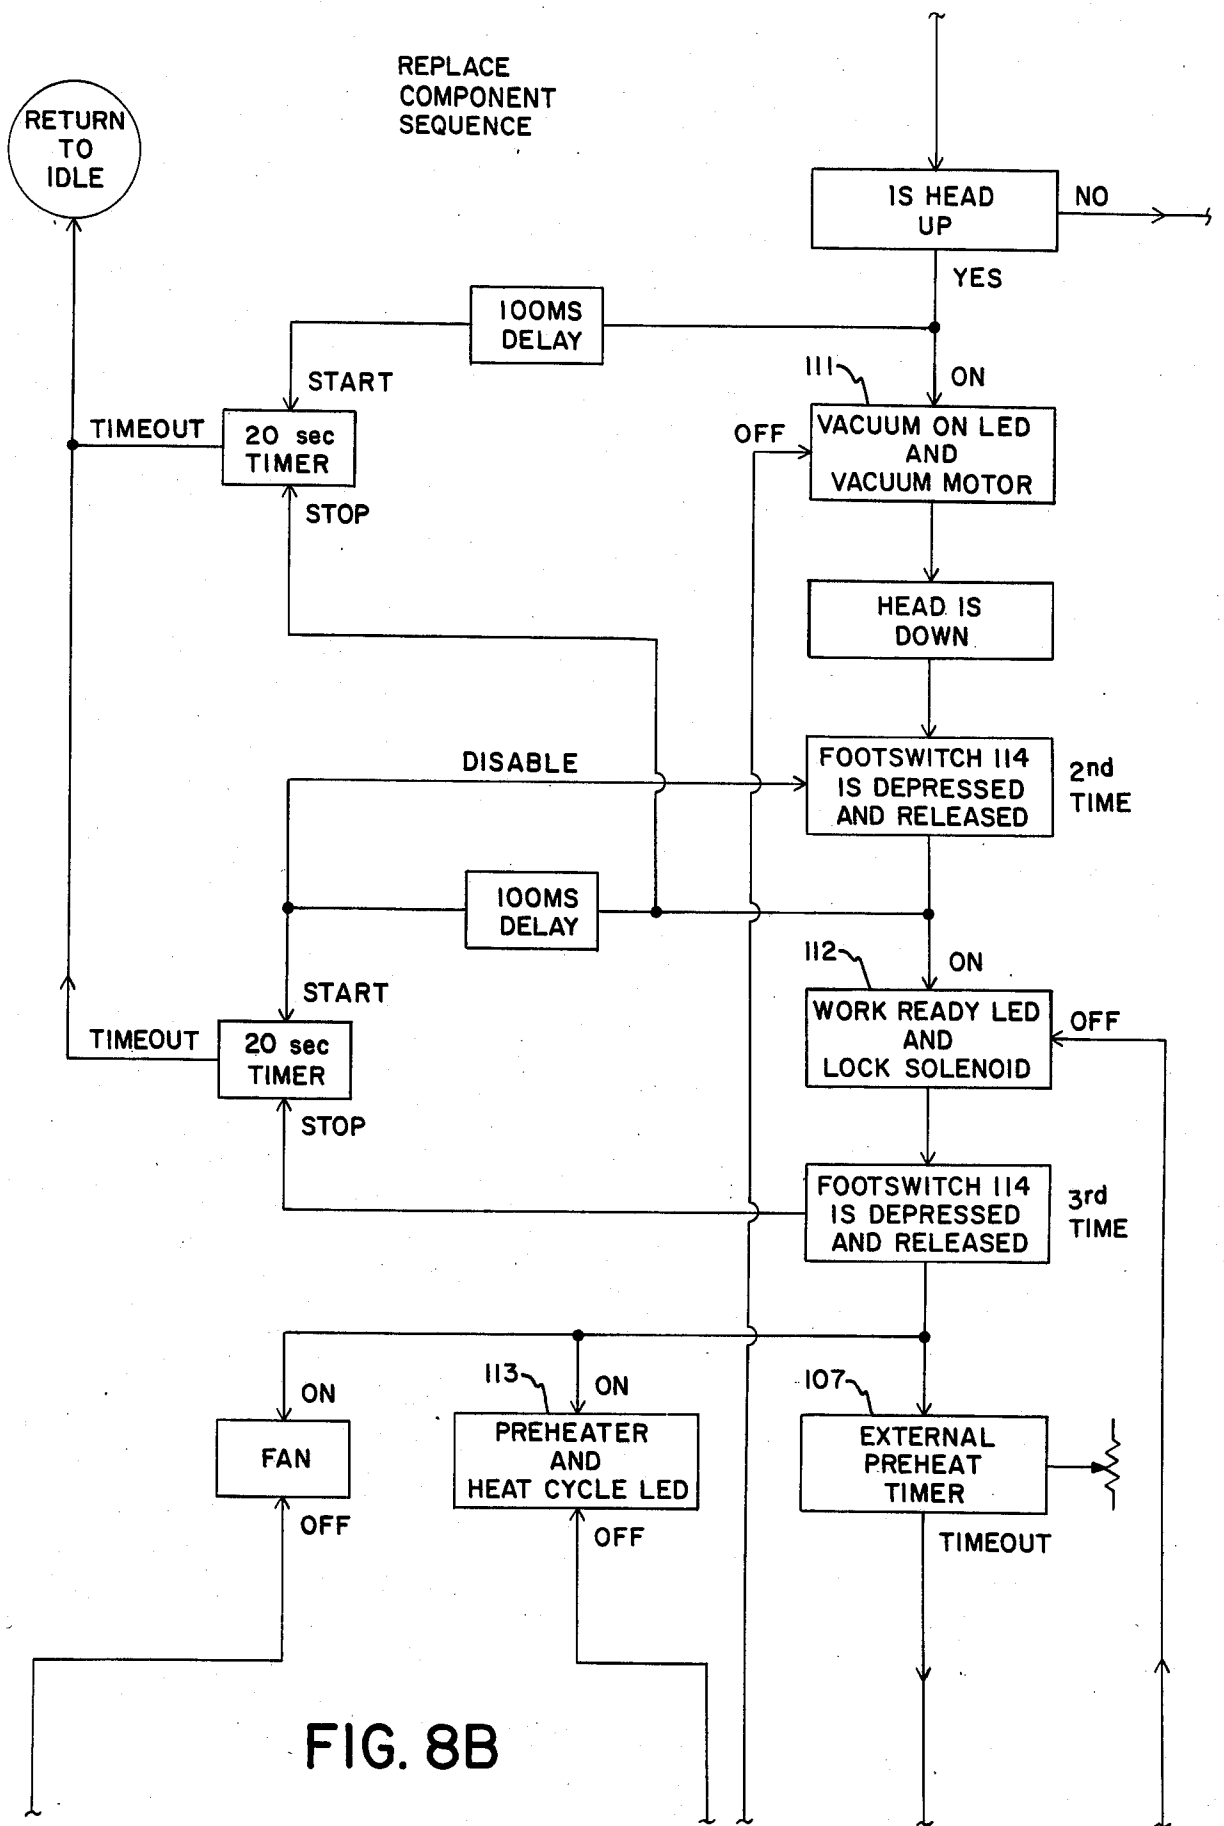 REPLACE
COMPONENT
SEQUENCE
RETURN
TO
IDLE
IS HEAD
UP
NO
YES
100MS
DELAY
START
111
ON
TIMEOUT
20 sec
TIMER
OFF
VACUUM ON LED
AND
VACUUM MOTOR
STOP
HEAD IS
DOWN
DISABLE
FOOTSWITCH 114
IS DEPRESSED
AND RELEASED
2nd
TIME
100MS
DELAY
112
ON
START
TIMEOUT
20 sec
TIMER
WORK READY LED
AND
LOCK SOLENOID
OFF
STOP
FOOTSWITCH 114
IS DEPRESSED
AND RELEASED
3rd
TIME
ON
113
ON
107
FAN
PREHEATER
AND
HEAT CYCLE LED
EXTERNAL
PREHEAT
TIMER
OFF
OFF
TIMEOUT
FIG. 8B